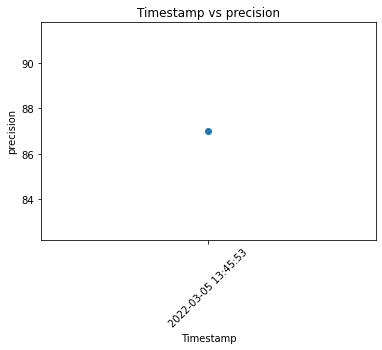 Timestamp vs precision
90
88
86
84
precision
2022-03-05 13:45:53
Timestamp